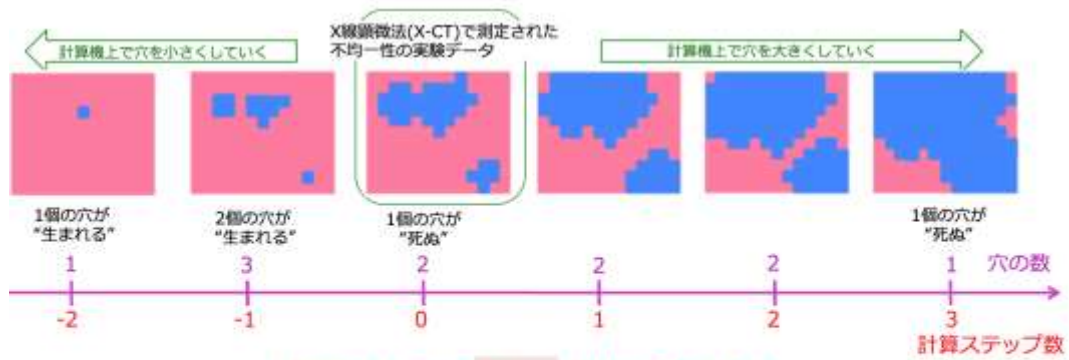 X線顕微法(X-CT)で測定された
不均一性の実験データ
計算機上で穴を小さくしていく
計算機上で穴を大きくしていく
1個の穴が
“生まれる”
2個の穴が
“生まれる”
1個の穴が
“死ぬ”
1個の穴が
“死ぬ”
1 3 2 2 2 1 穴の数
-2 -1 0 1 2 3
計算ステップ数